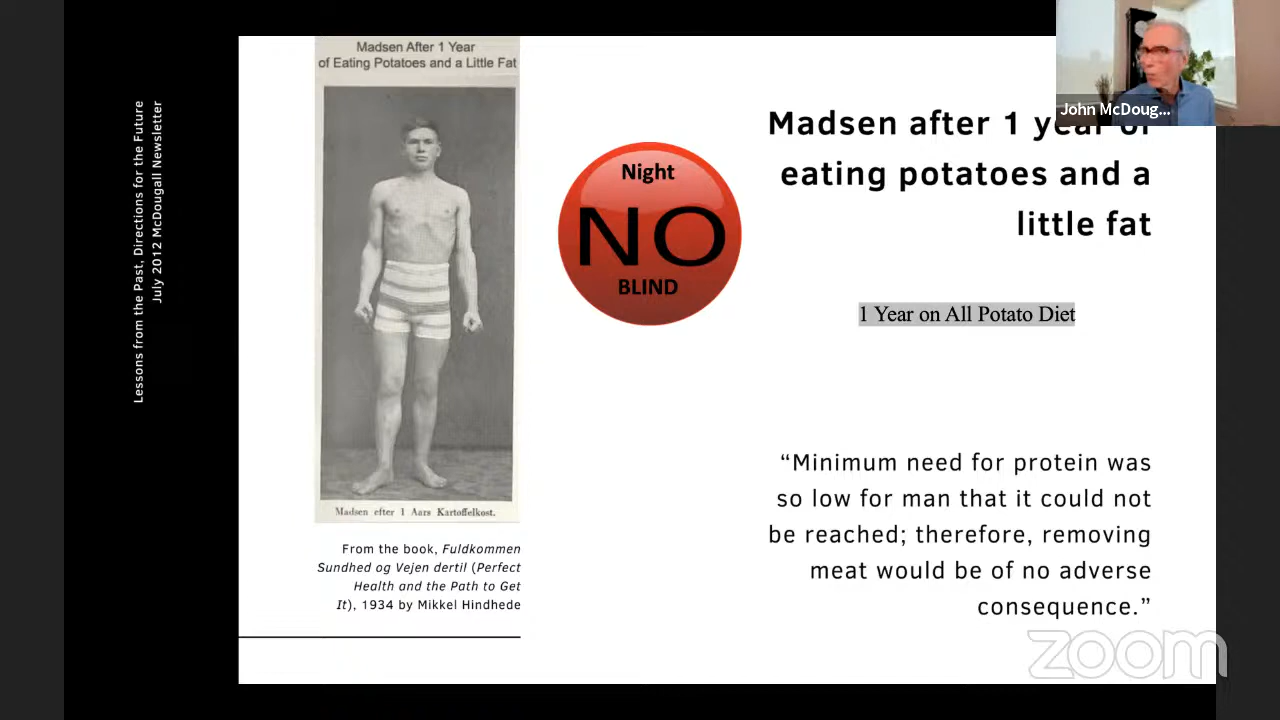 Lessons from the Past, Directions for the Future
July 2012 McDougall Newsletter
Madsen After 1 Year
of Eating Potatoes and a Little Fat
Madsen efter 1 Aars Kartoffelkost.
From the book, Fuldkommen
Sundhed og Vejen dertil (Perfect
Health and the Path to Get
It), 1934 by Mikkel Hindhede
Night
NO
BLIND
John McDoug...
Madsen after 1 year of
eating potatoes and a
little fat
1 Year on All Potato Diet
“Minimum need for protein was
so low for man that it could not
be reached; therefore, removing
meat would be of no adverse
consequence.”
zoom